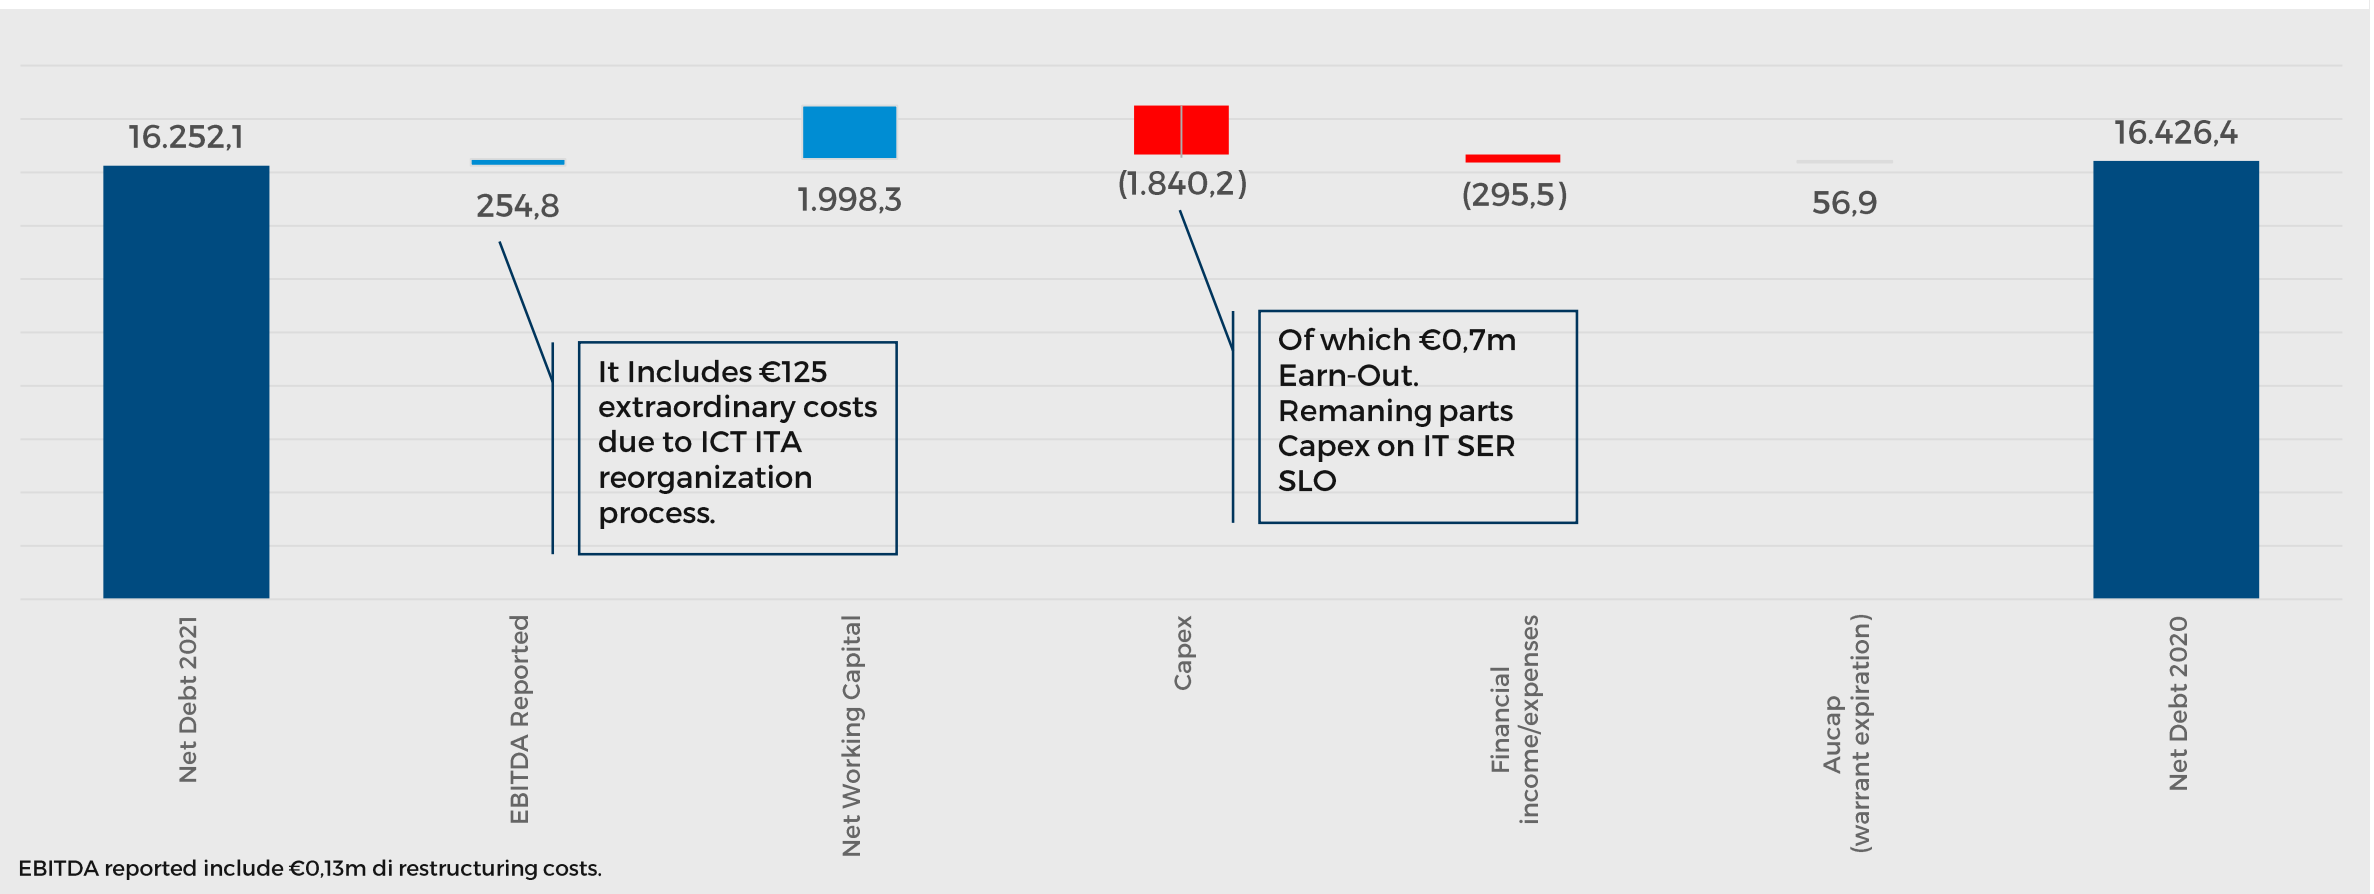 16.252,1
254,8
1.998,3
(1.840,2)
(295,5)
56,9
16.426,4
It Includes €125
extraordinary costs
due to ICT ITA
reorganization
process.
Of which €0,7m
Earn-Out.
Remaning parts
Capex on IT SER
SLO
Net Debt 2021
EBITDA Reported
Net Working Capital
Capex
Financial
income/expenses
Aucap
(warrant expiration)
Net Debt 2020
EBITDA reported include €0,13m di restructuring costs.